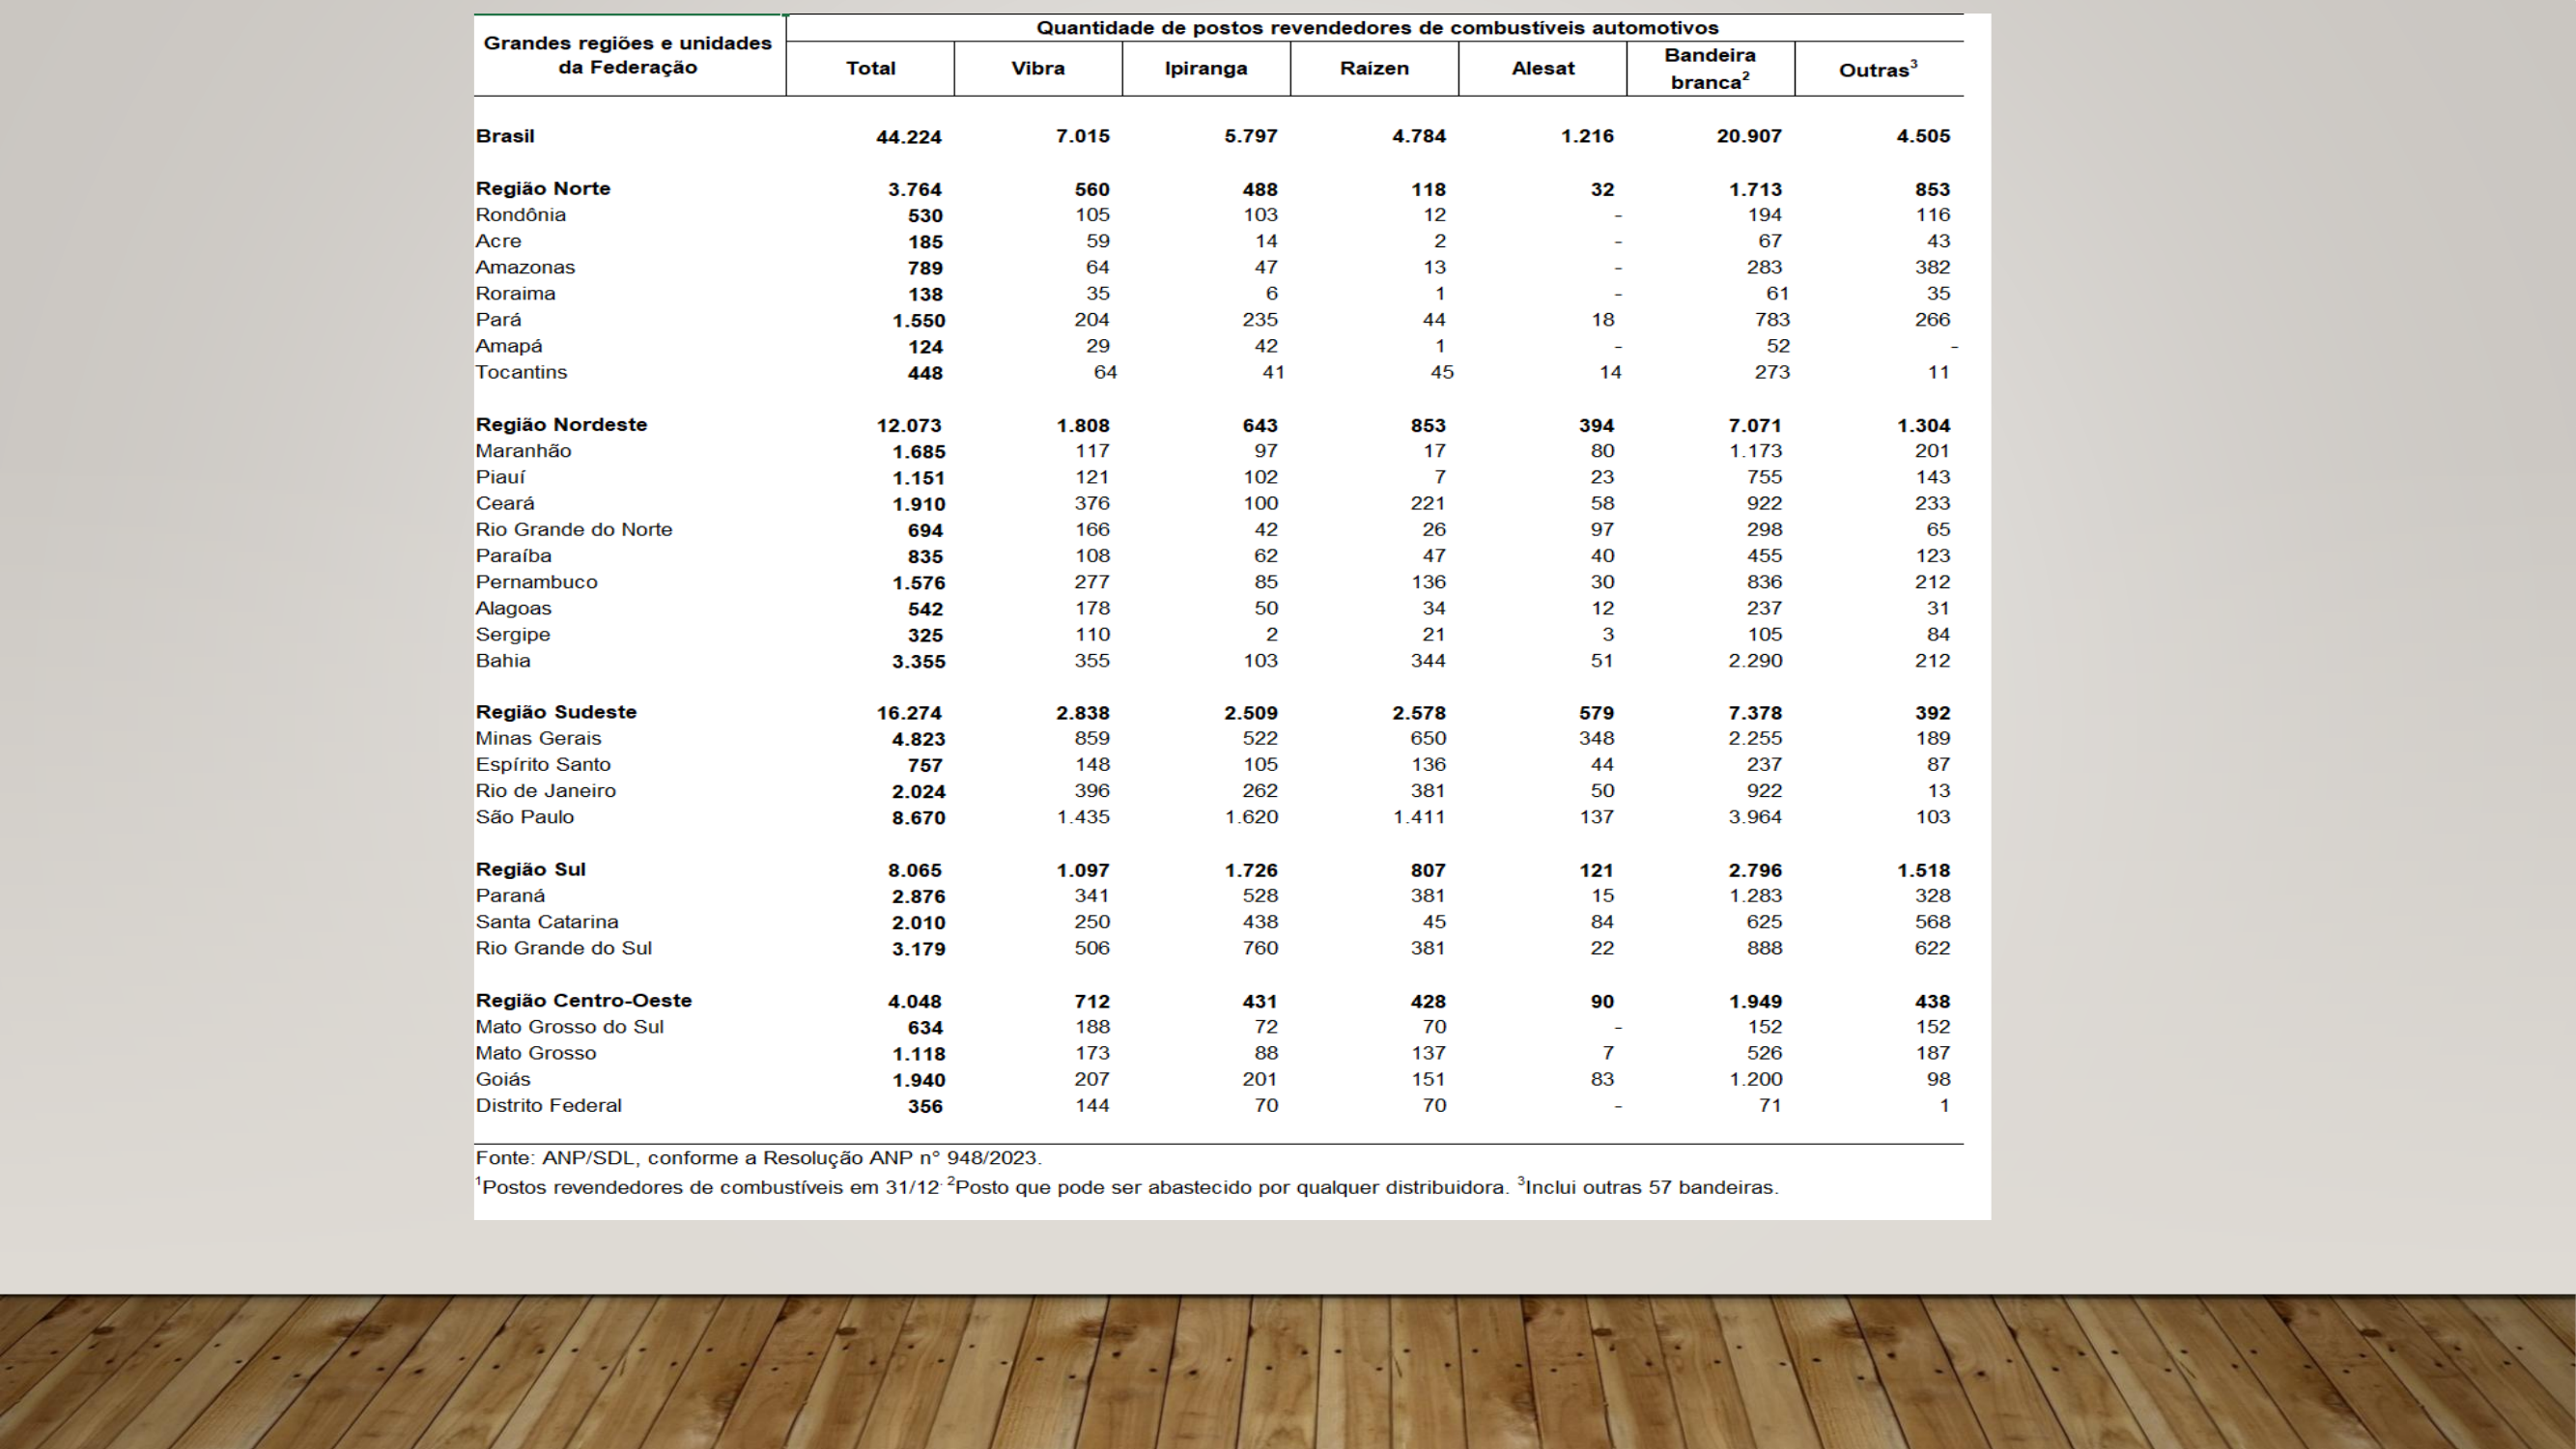 Grandes regiões e unidades da Federação Quantidade de postos revendedores de combustíveis automotivos
Total Vibra Ipiranga Raízen Alesat Bandeira branca² Outras³
Brasil 44.224 7.015 5.797 4.784 1.216 20.907 4.505
Região Norte 3.764 560 488 118 32 1.713 853
Rondônia 530 105 103 12 - 194 116
Acre 185 59 14 2 - 67 43
Amazonas 789 64 47 13 - 283 382
Roraima 138 35 6 1 - 61 35
Pará 1.550 204 235 44 18 783 266
Amapá 124 29 42 1 - 52 -
Tocantins 448 64 41 45 14 273 11
Região Nordeste 12.073 1.808 643 853 394 7.071 1.304
Maranhão 1.685 117 97 17 80 1.173 201
Piauí 1.151 121 102 7 23 755 143
Ceará 1.910 376 100 221 58 922 233
Rio Grande do Norte 694 166 42 26 97 298 65
Paraíba 835 108 62 47 40 455 123
Pernambuco 1.576 277 85 136 30 836 212
Alagoas 542 178 50 34 12 237 31
Sergipe 325 110 2 21 3 105 84
Bahia 3.355 355 103 344 51 2.290 212
Região Sudeste 16.274 2.838 2.509 2.578 579 7.378 392
Minas Gerais 4.823 859 522 650 348 2.255 189
Espírito Santo 757 148 105 136 44 237 87
Rio de Janeiro 2.024 396 262 381 50 922 13
São Paulo 8.670 1.435 1.620 1.411 137 3.964 103
Região Sul 8.065 1.097 1.726 807 121 2.796 1.518
Paraná 2.876 341 528 381 15 1.283 328
Santa Catarina 2.010 250 438 45 84 625 568
Rio Grande do Sul 3.179 506 760 381 22 888 622
Região Centro-Oeste 4.048 712 431 428 90 1.949 438
Mato Grosso do Sul 634 188 72 70 - 152 152
Mato Grosso 1.118 173 88 137 7 526 187
Goiás 1.940 207 201 151 83 1.200 98
Distrito Federal 356 144 70 70 - 71 1
Fonte: ANP/SDL, conforme a Resolução ANP n° 948/2023.
¹Postos revendedores de combustíveis em 31/12. ²Posto que pode ser abastecido por qualquer distribuidora. ³Inclui outras 57 bandeiras.